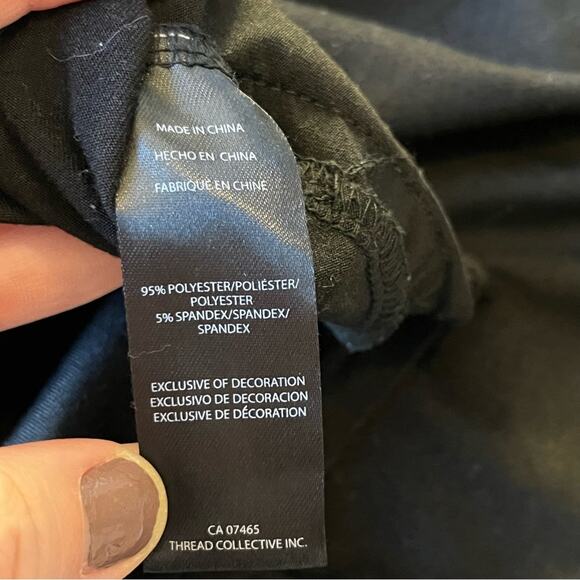 MADE IN CHINA
HECHO EN CHINA
FABRIQUÉ EN CHINE
95% POLYESTER/POLIÉSTER/
POLYESTER
5% SPANDEX/SPANDEX/
SPANDEX
EXCLUSIVE OF DECORATION
EXCLUSIVO DE DECORACION
EXCLUSIVE DE DÉCORATION
CA 07465
THREAD COLLECTIVE INC.